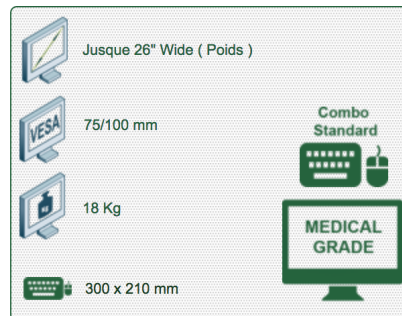 Jusque 26" Wide ( Poids )
VESA
75/100 mm
Combo
Standard
18 Kg
MEDICAL
GRADE
300 x 210 mm